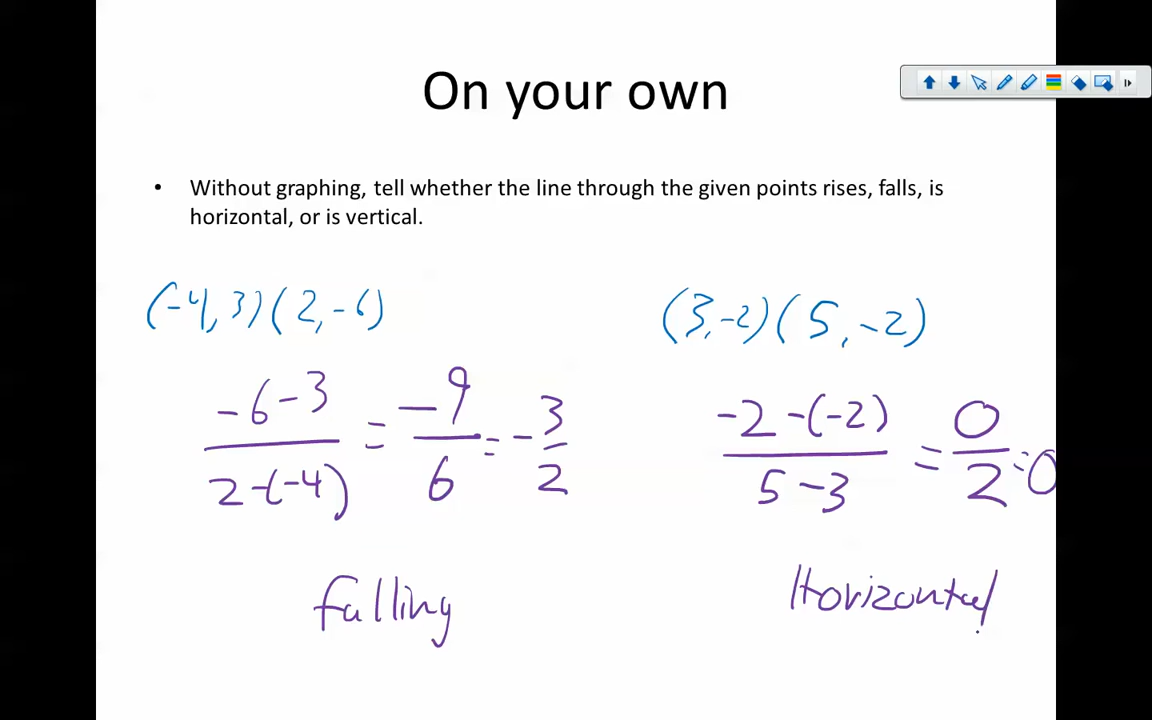 On your own
• Without graphing, tell whether the line through the given points rises, falls, is
horizontal, or is vertical.
(-4,3)(2,-6)
-6-3 / 2-(-4) = -9 / 6 = -3/2
falling
(3,-2)(5,-2)
-2-(-2) / 5-3 = 0/2 = 0
Horizontal